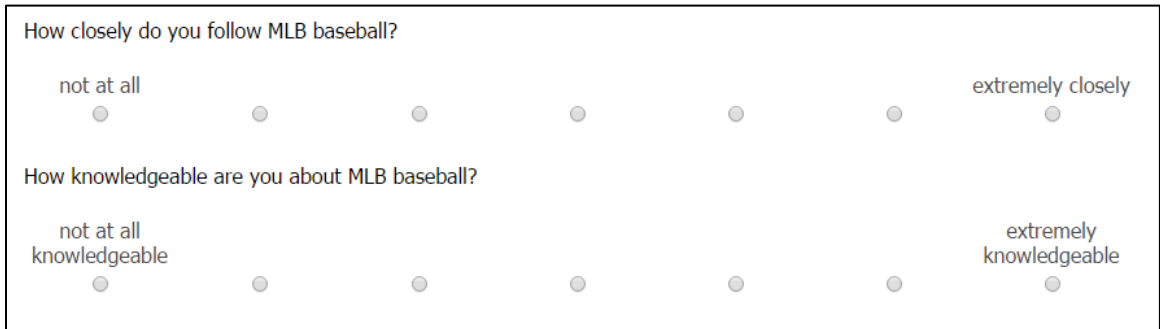 How closely do you follow MLB baseball?
not at all extremely closely
How knowledgeable are you about MLB baseball?
not at all extremely
knowledgeable knowledgeable